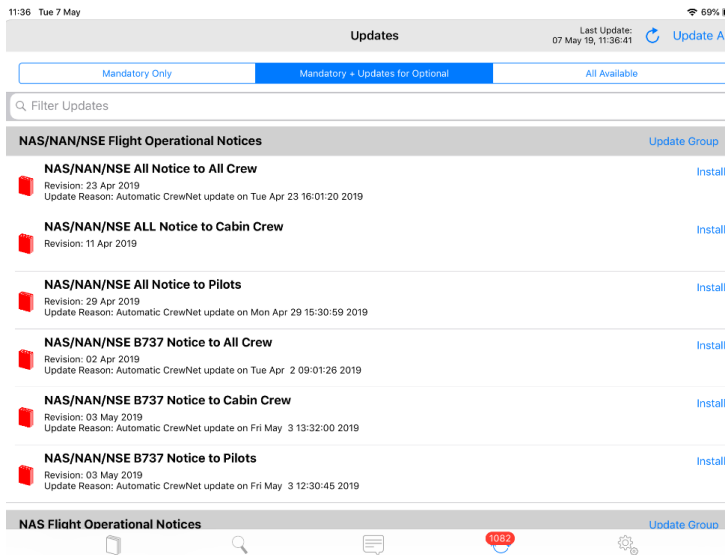 11:36 Tue 7 May
69%
Updates
Last Update:
07 May 19, 11:36:41
Update A
Mandatory Only
Mandatory + Updates for Optional
All Available
Filter Updates
NAS/NAN/NSE Flight Operational Notices
Update Group
NAS/NAN/NSE All Notice to All Crew
Install
Revision: 23 Apr 2019
Update Reason: Automatic CrewNet update on Tue Apr 23 16:01:20 2019
NAS/NAN/NSE ALL Notice to Cabin Crew
Install
Revision: 11 Apr 2019
NAS/NAN/NSE All Notice to Pilots
Install
Revision: 29 Apr 2019
Update Reason: Automatic CrewNet update on Mon Apr 29 15:30:59 2019
NAS/NAN/NSE B737 Notice to All Crew
Install
Revision: 02 Apr 2019
Update Reason: Automatic CrewNet update on Tue Apr 2 09:01:26 2019
NAS/NAN/NSE B737 Notice to Cabin Crew
Install
Revision: 03 May 2019
Update Reason: Automatic CrewNet update on Fri May 3 13:32:00 2019
NAS/NAN/NSE B737 Notice to Pilots
Install
Revision: 03 May 2019
Update Reason: Automatic CrewNet update on Fri May 3 12:30:45 2019
NAS Flight Operational Notices
Update Group
1082